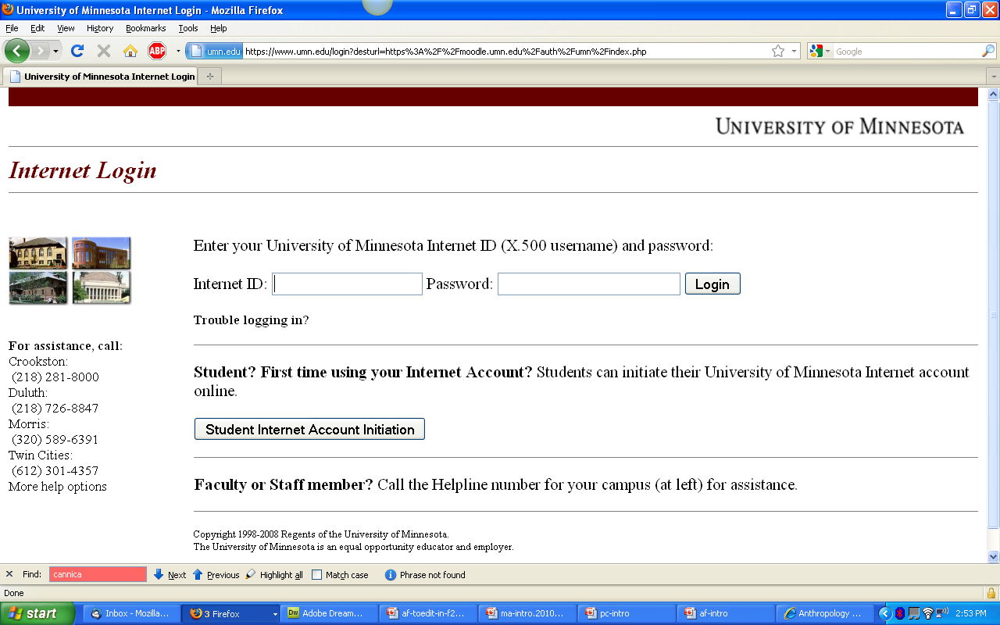 University of Minnesota Internet Login - Mozilla Firefox
File Edit View History Bookmarks Tools Help
ABP umn.edu https://www.umn.edu/login?desturl=https%3A%2F%2Fmoodle.umn.edu%2Fauth%2Fumn%2Findex.php Google
University of Minnesota Internet Login
UNIVERSITY OF MINNESOTA
Internet Login
Enter your University of Minnesota Internet ID (X.500 username) and password:
Internet ID: Password: Login
Trouble logging in?
For assistance, call:
Crookston:
(218) 281-8000
Duluth:
(218) 726-8847
Morris:
(320) 589-6391
Twin Cities:
(612) 301-4357
More help options
Student? First time using your Internet Account? Students can initiate their University of Minnesota Internet account
online.
Student Internet Account Initiation
Faculty or Staff member? Call the Helpline number for your campus (at left) for assistance.
Copyright 1998-2008 Regents of the University of Minnesota.
The University of Minnesota is an equal opportunity educator and employer.
Find: cannica Next Previous Highlight all Match case Phrase not found
Done
start Inbox - Mozilla... 3 Firefox Dw Adobe Dream... af-toedit-in-f2... ma-intro.2010... pc-intro af-intro Anthropology ... 2:53 PM